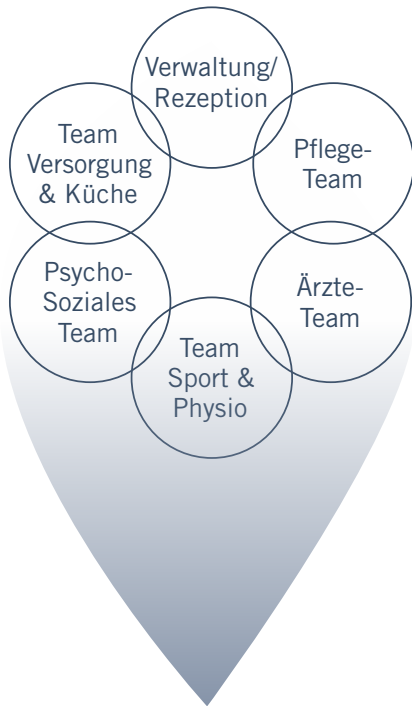 Verwaltung/
Rezeption
Team
Versorgung
& Küche
Pflege-
Team
Psycho-
Soziales
Team
Ärzte-
Team
Team
Sport &
Physio